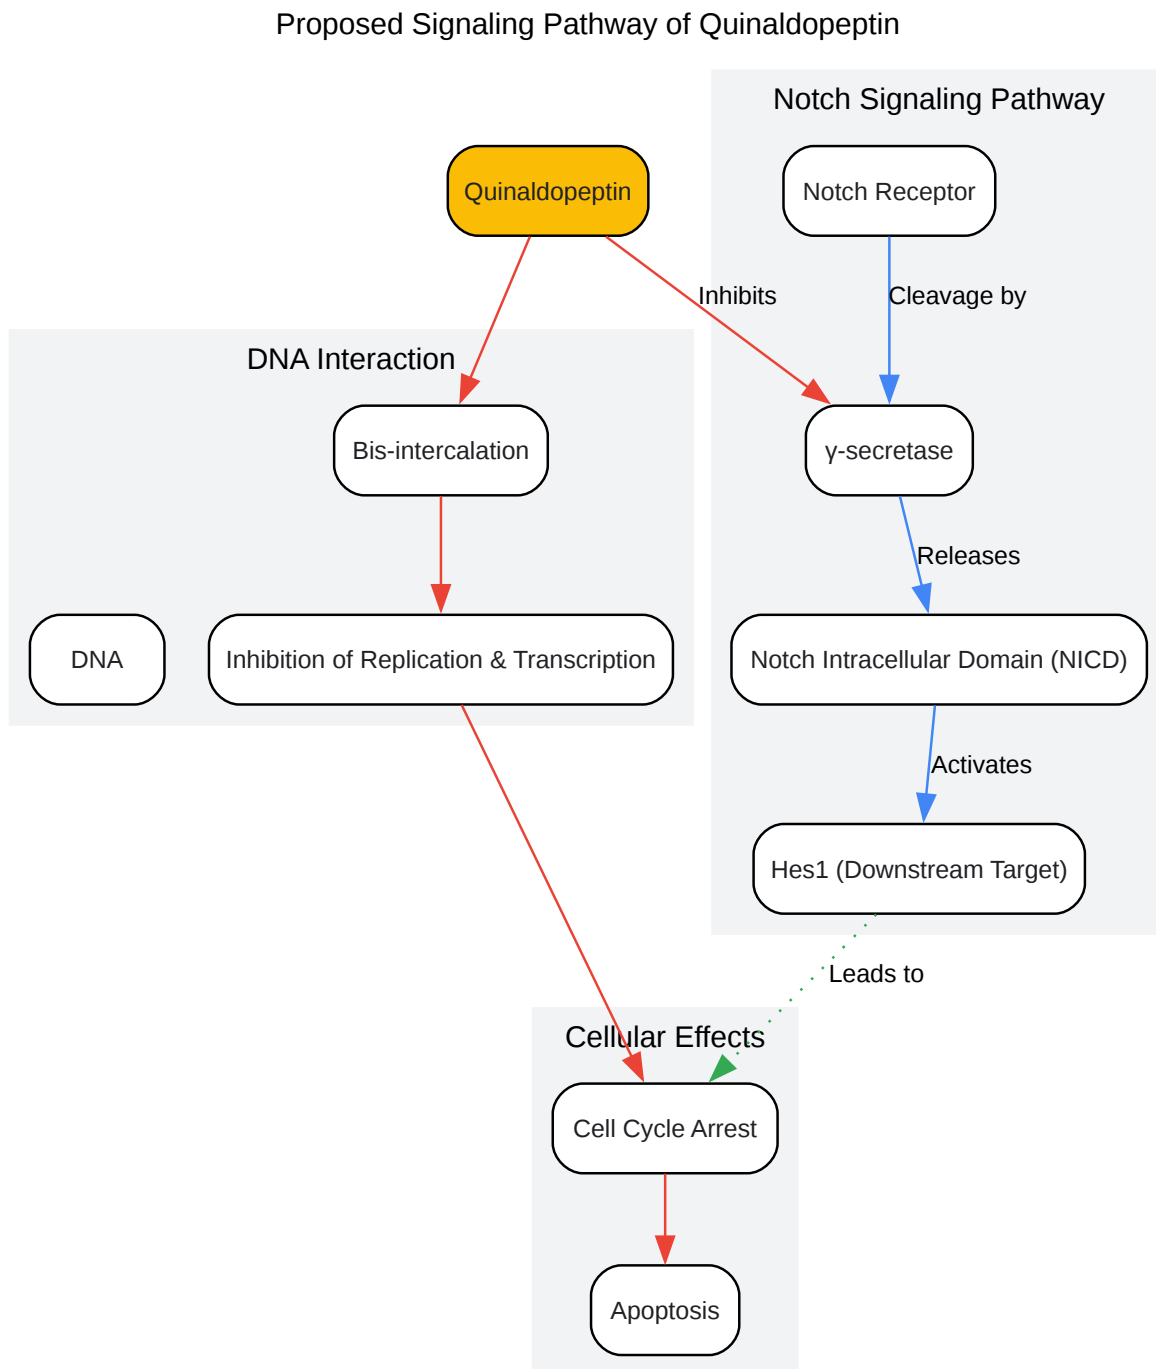 Proposed Signaling Pathway of Quinaldopeptin
Notch Signaling Pathway
Quinaldopeptin
Notch Receptor
Inhibits
Cleavage by
DNA Interaction
Bis-intercalation
γ-secretase
Releases
DNA
Inhibition of Replication & Transcription
Notch Intracellular Domain (NICD)
Activates
Hes1 (Downstream Target)
Leads to
Cellular Effects
Cell Cycle Arrest
Apoptosis